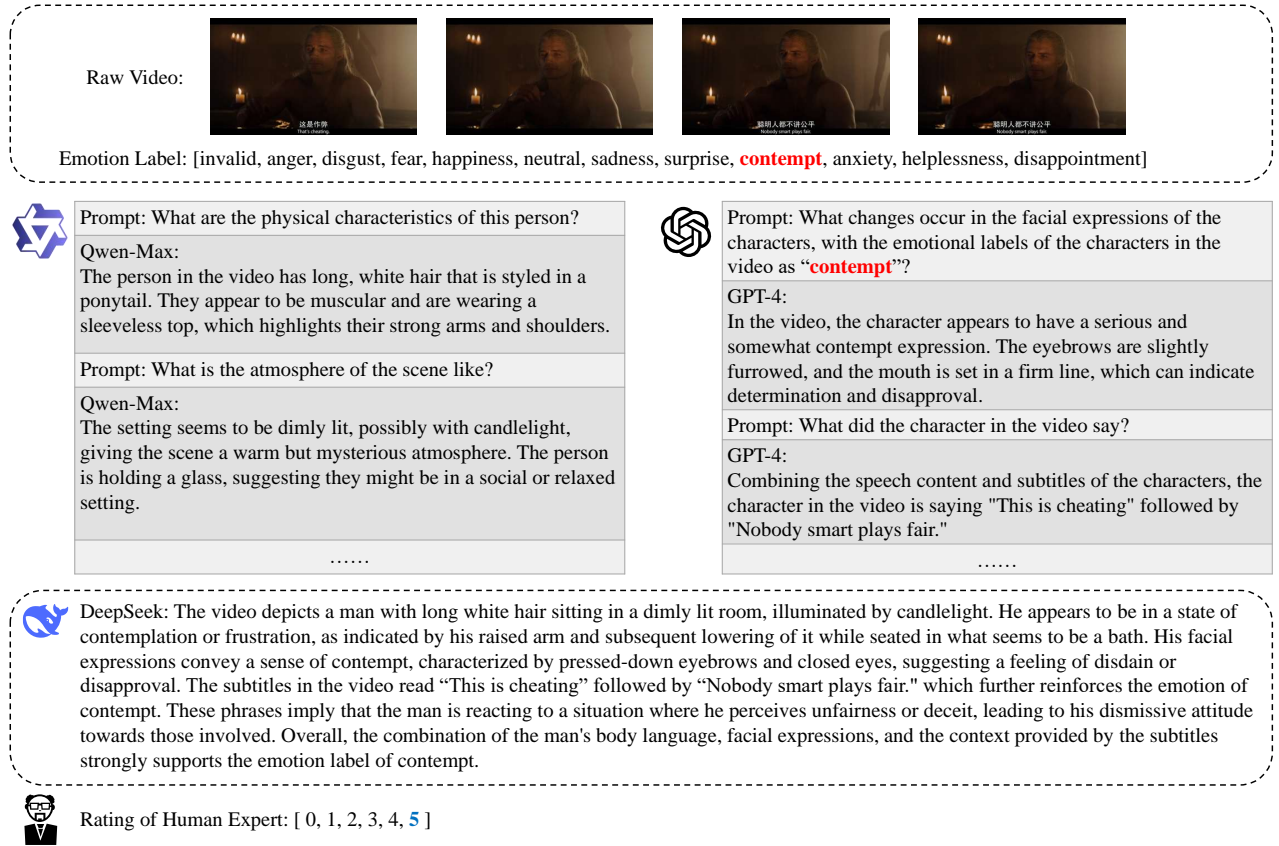 Raw Video:
这是作弊
That's cheating.
聪明人都不讲公平
Nobody smart plays fair.
聪明人都不讲公平
Nobody smart plays fair.
Emotion Label: [invalid, anger, disgust, fear, happiness, neutral, sadness, surprise, contempt, anxiety, helplessness, disappointment]
Prompt: What are the physical characteristics of this person?
Qwen-Max:
The person in the video has long, white hair that is styled in a
ponytail. They appear to be muscular and are wearing a
sleeveless top, which highlights their strong arms and shoulders.
Prompt: What is the atmosphere of the scene like?
Qwen-Max:
The setting seems to be dimly lit, possibly with candlelight,
giving the scene a warm but mysterious atmosphere. The person
is holding a glass, suggesting they might be in a social or relaxed
setting.
……
Prompt: What changes occur in the facial expressions of the
characters, with the emotional labels of the characters in the
video as “contempt”?
GPT-4:
In the video, the character appears to have a serious and
somewhat contempt expression. The eyebrows are slightly
furrowed, and the mouth is set in a firm line, which can indicate
determination and disapproval.
Prompt: What did the character in the video say?
GPT-4:
Combining the speech content and subtitles of the characters, the
character in the video is saying "This is cheating" followed by
"Nobody smart plays fair."
……
DeepSeek: The video depicts a man with long white hair sitting in a dimly lit room, illuminated by candlelight. He appears to be in a state of
contemplation or frustration, as indicated by his raised arm and subsequent lowering of it while seated in what seems to be a bath. His facial
expressions convey a sense of contempt, characterized by pressed-down eyebrows and closed eyes, suggesting a feeling of disdain or
disapproval. The subtitles in the video read “This is cheating” followed by “Nobody smart plays fair." which further reinforces the emotion of
contempt. These phrases imply that the man is reacting to a situation where he perceives unfairness or deceit, leading to his dismissive attitude
towards those involved. Overall, the combination of the man's body language, facial expressions, and the context provided by the subtitles
strongly supports the emotion label of contempt.
Rating of Human Expert: [ 0, 1, 2, 3, 4, 5 ]